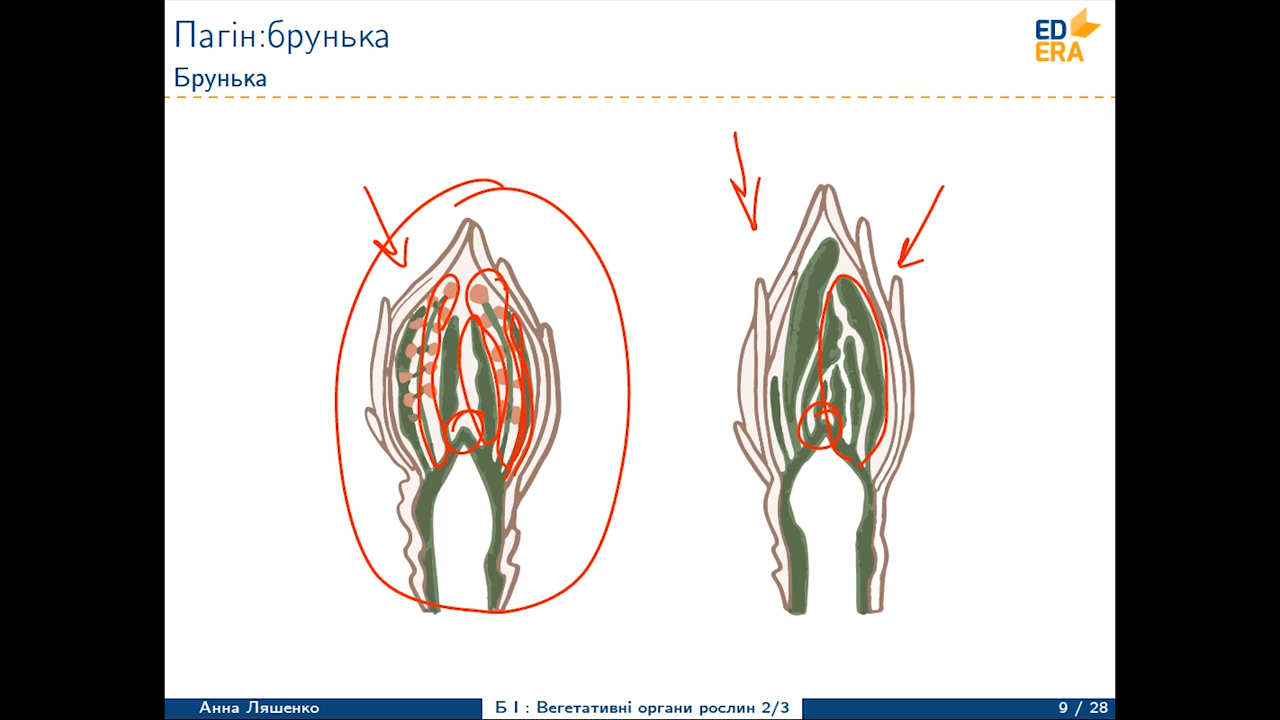 Пагін:брунька
ED
ERA
Брунька
Анна Ляшенко
Б І : Вегетативні органи рослин 2/3
9 / 28